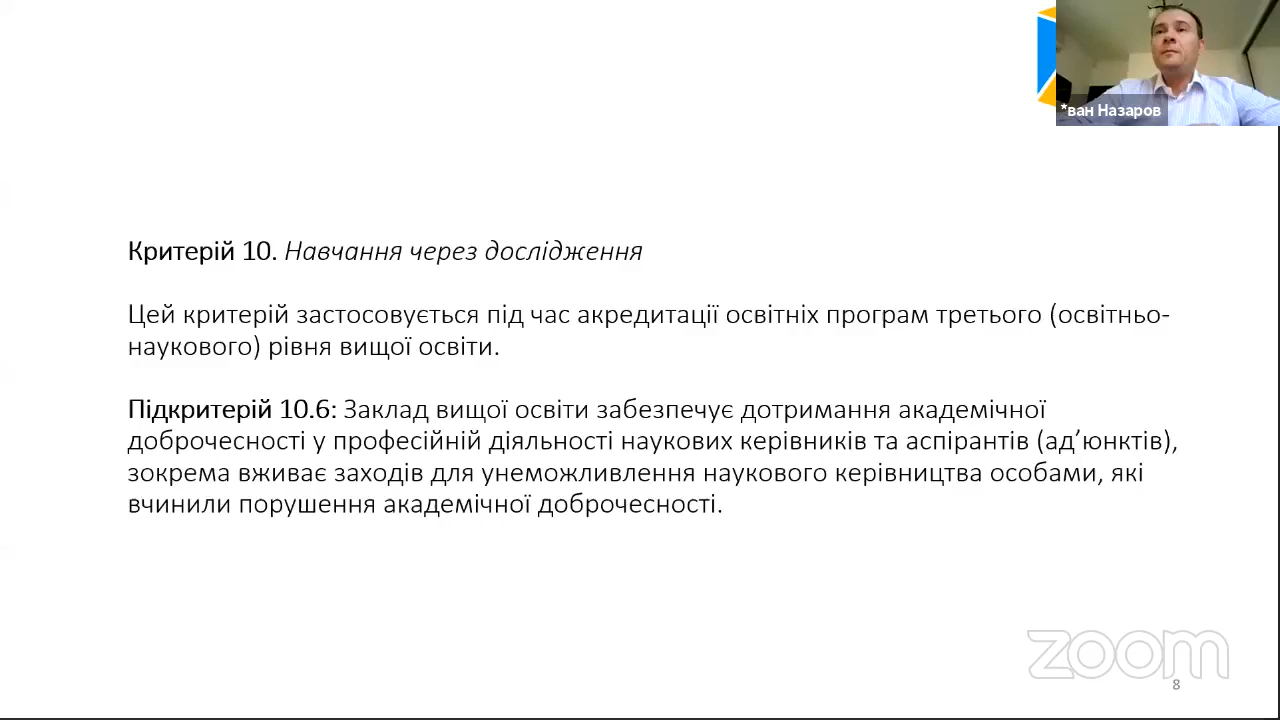 *ван Назаров
Критерій 10. Навчання через дослідження
Цей критерій застосовується під час акредитації освітніх програм третього (освітньо-
наукового) рівня вищої освіти.
Підкритерій 10.6: Заклад вищої освіти забезпечує дотримання академічної
доброчесності у професійній діяльності наукових керівників та аспірантів (ад’юнктів),
зокрема вживає заходів для унеможливлення наукового керівництва особами, які
вчинили порушення академічної доброчесності.
zoom
8